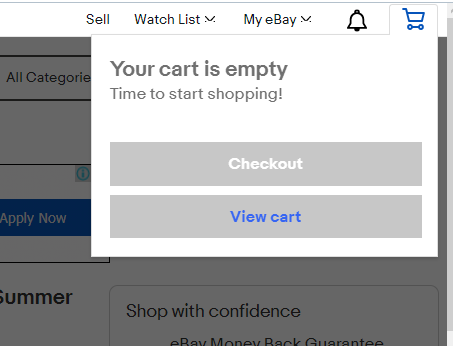 Sell Watch List My eBay
All Categorie
Your cart is empty
Time to start shopping!
Checkout
View cart
Apply Now
Summer
Shop with confidence
eBay Money Back Guarantee